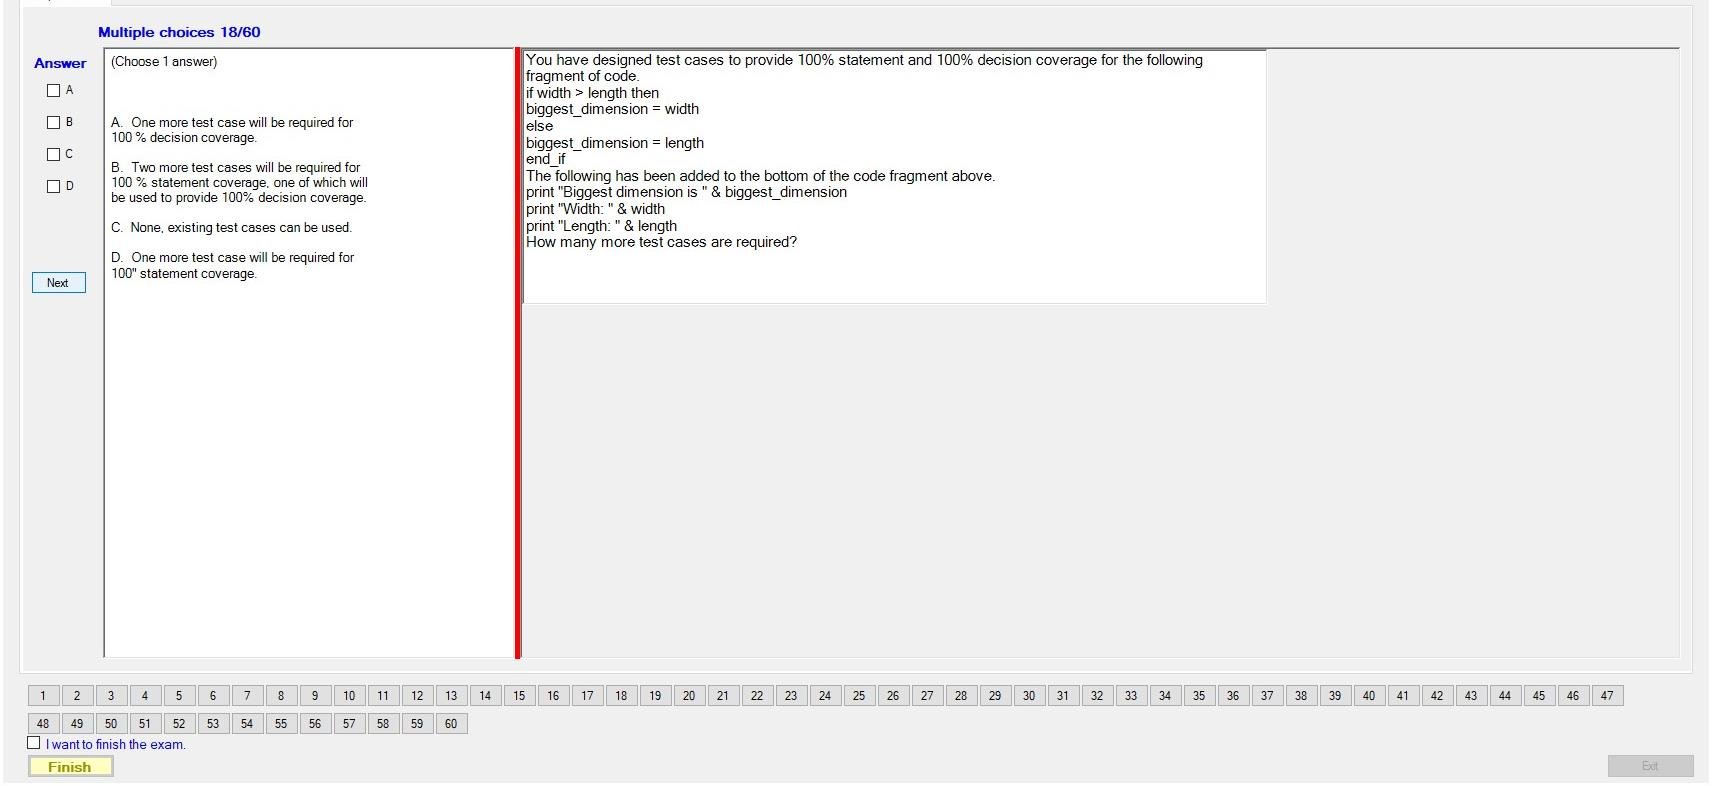 Multiple choices 18/60
Answer
A
B
C
D
Next
(Choose 1 answer)
A. One more test case will be required for
100 % decision coverage.
B. Two more test cases will be required for
100 % statement coverage, one of which will
be used to provide 100% decision coverage.
C. None, existing test cases can be used.
D. One more test case will be required for
100" statement coverage.
You have designed test cases to provide 100% statement and 100% decision coverage for the following
fragment of code.
if width > length then
biggest_dimension = width
else
biggest_dimension = length
end_if
The following has been added to the bottom of the code fragment above.
print "Biggest dimension is " & biggest_dimension
print "Width: " & width
print "Length: " & length
How many more test cases are required?
1 2 3 4 5 6 7 8 9 10 11 12 13 14 15 16 17 18 19 20 21 22 23 24 25 26 27 28 29 30 31 32 33 34 35 36 37 38 39 40 41 42 43 44 45 46 47
48 49 50 51 52 53 54 55 56 57 58 59 60
I want to finish the exam.
Finish
Exit